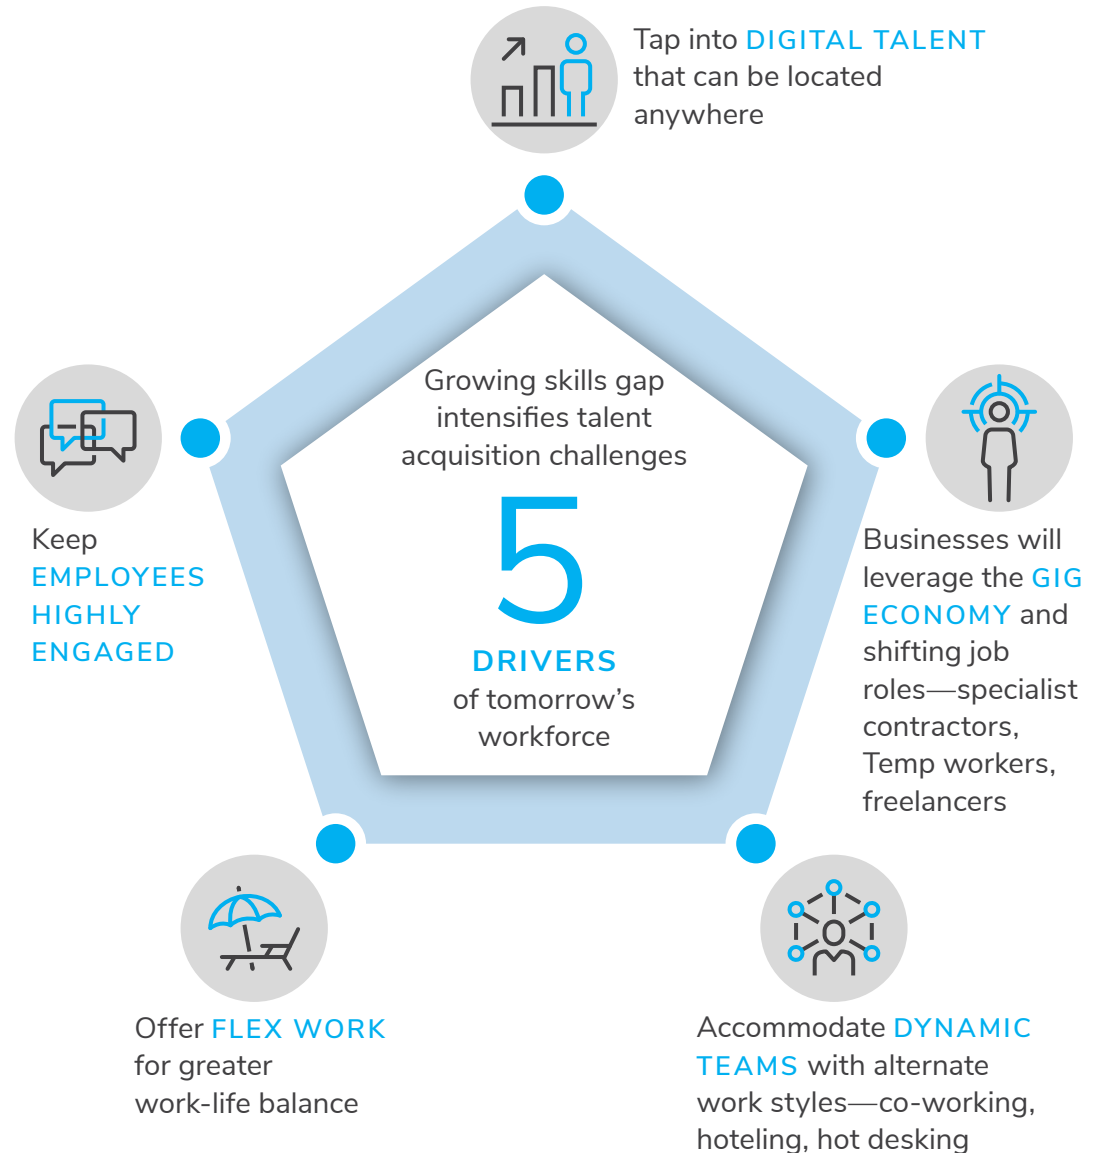 Tap into DIGITAL TALENT
that can be located
anywhere
Growing skills gap
intensifies talent
acquisition challenges
5
DRIVERS
of tomorrow’s
workforce
Businesses will
leverage the GIG
ECONOMY and
shifting job
roles—specialist
contractors,
Temp workers,
freelancers
Accommodate DYNAMIC
TEAMS with alternate
work styles—co-working,
hoteling, hot desking
Offer FLEX WORK
for greater
work-life balance
Keep
EMPLOYEES
HIGHLY
ENGAGED